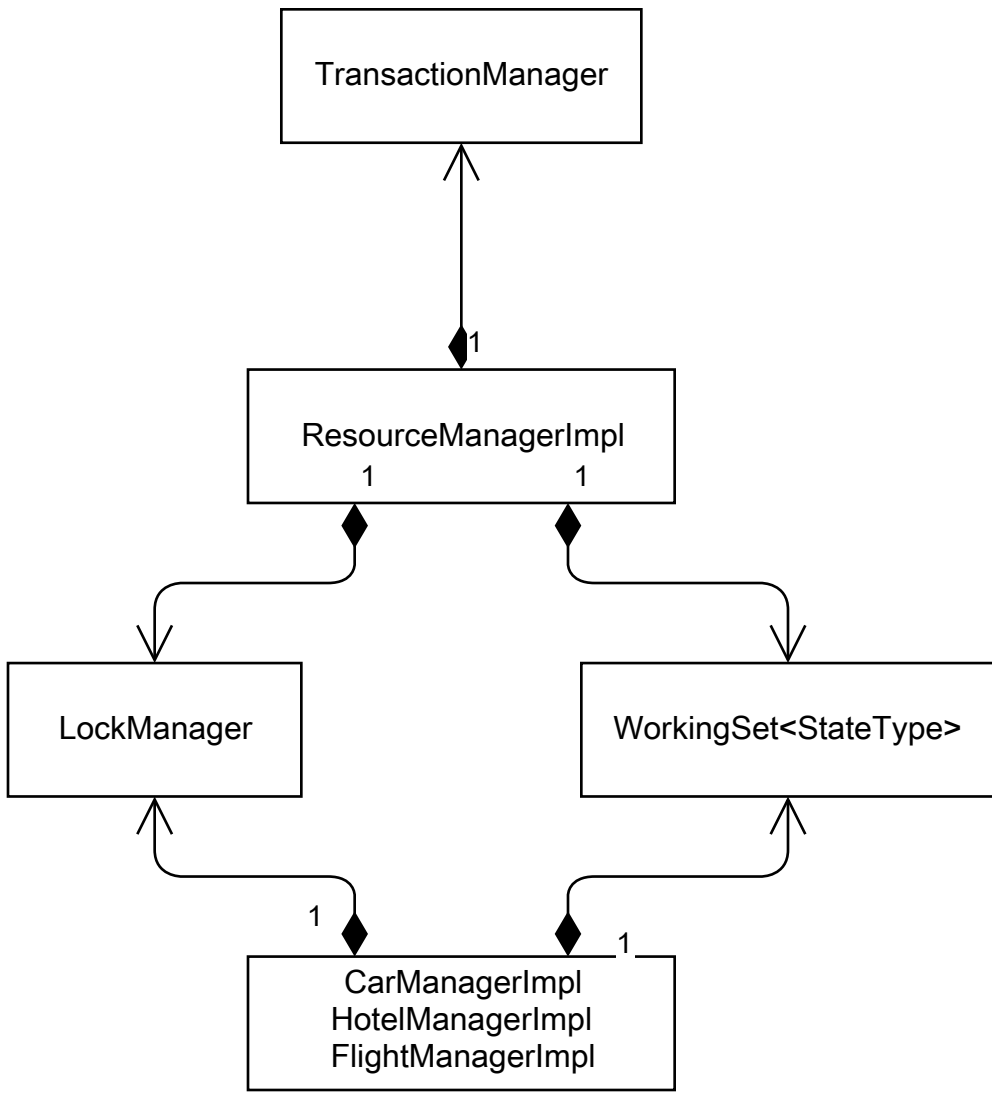 TransactionManager
1
ResourceManagerImpl
1
1
LockManager
WorkingSet<StateType>
1
1
CarManagerImpl
HotelManagerImpl
FlightManagerImpl